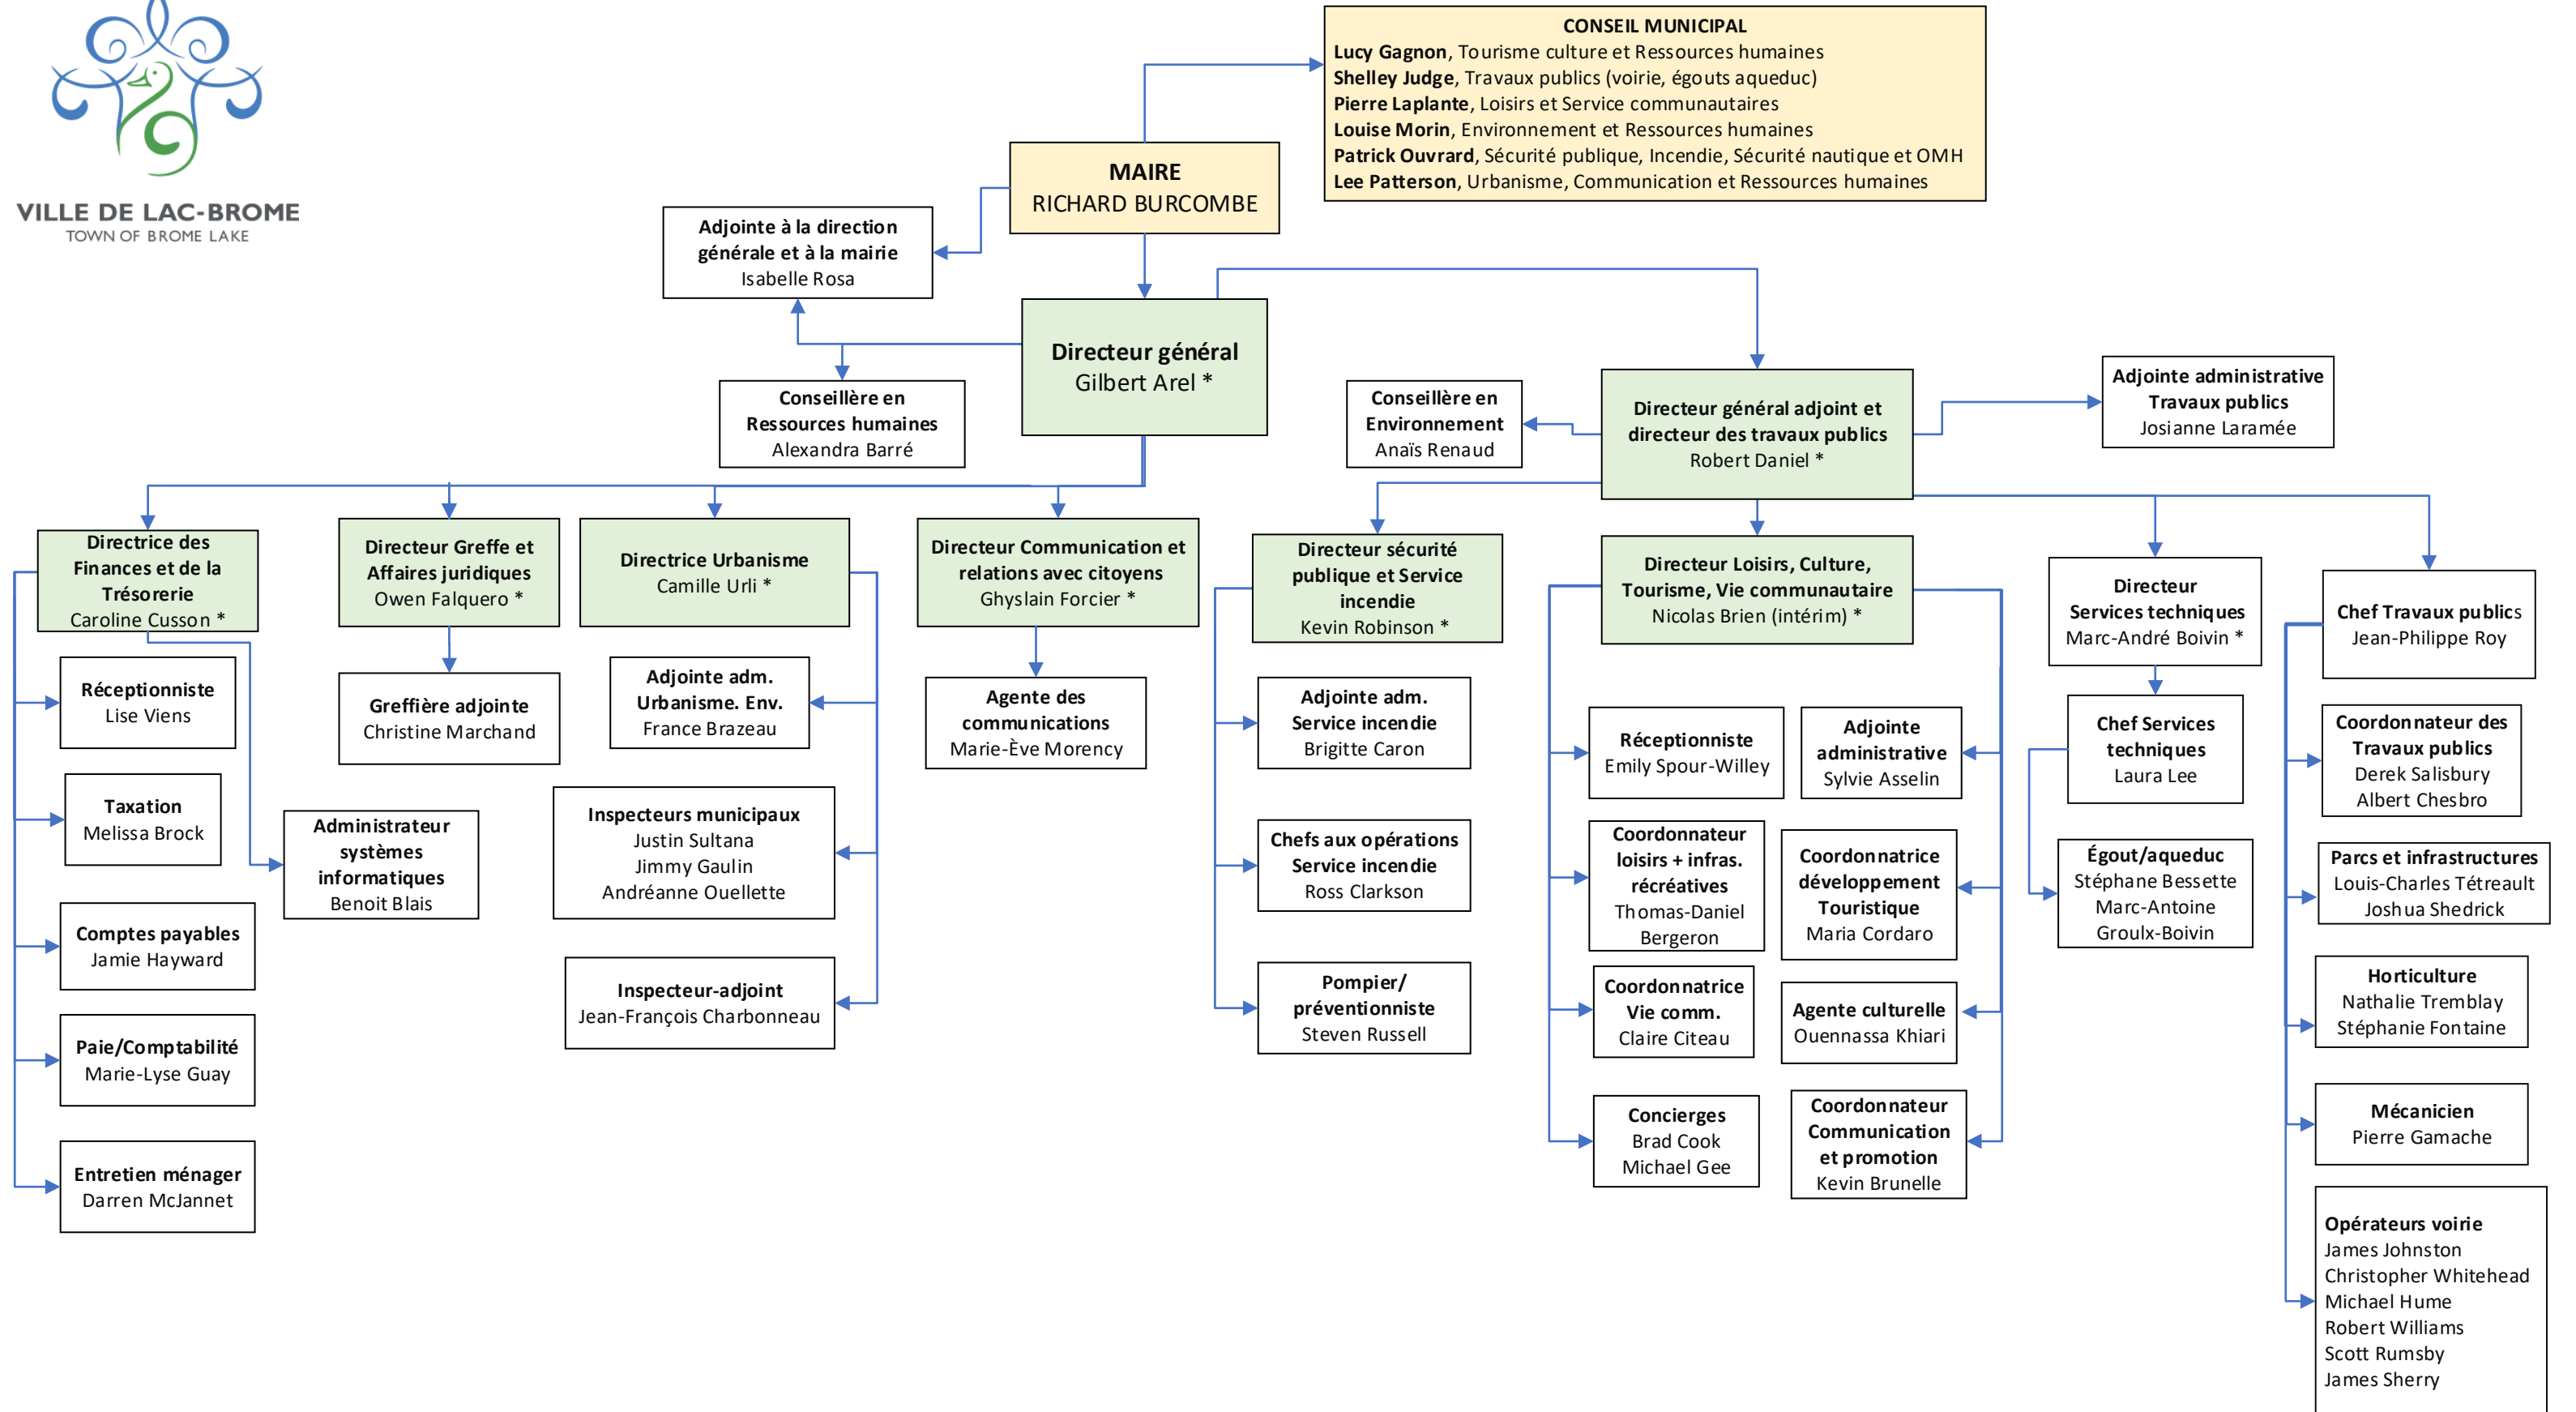 VILLE DE LAC-BROME
TOWN OF BROME LAKE
CONSEIL MUNICIPAL
Lucy Gagnon, Tourisme culture et Ressources humaines
Shelley Judge, Travaux publics (voirie, égouts aqueduc)
Pierre Laplante, Loisirs et Service communautaires
Louise Morin, Environnement et Ressources humaines
Patrick Ouvrard, Sécurité publique, Incendie, Sécurité nautique et OMH
Lee Patterson, Urbanisme, Communication et Ressources humaines
MAIRE
RICHARD BURCOMBE
Adjointe à la direction
générale et à la mairie
Isabelle Rosa
Directeur général
Gilbert Arel *
Conseillère en
Ressources humaines
Alexandra Barré
Conseillère en
Environnement
Anaïs Renaud
Directeur général adjoint et
directeur des travaux publics
Robert Daniel *
Adjointe administrative
Travaux publics
Josianne Laramée
Directrice des
Finances et de la
Trésorerie
Caroline Cusson *
Directeur Greffe et
Affaires juridiques
Owen Falquero *
Directrice Urbanisme
Camille Urli *
Directeur Communication et
relations avec citoyens
Ghyslain Forcier *
Directeur sécurité
publique et Service
incendie
Kevin Robinson *
Directeur Loisirs, Culture,
Tourisme, Vie communautaire
Nicolas Brien (intérim) *
Directeur
Services techniques
Marc-André Boivin *
Chef Travaux publics
Jean-Philippe Roy
Réceptionniste
Lise Viens
Taxation
Melissa Brock
Comptes payables
Jamie Hayward
Paie/Comptabilité
Marie-Lyse Guay
Entretien ménager
Darren McJannet
Administrateur
systèmes
informatiques
Benoit Blais
Greffière adjointe
Christine Marchand
Adjointe adm.
Urbanisme. Env.
France Brazeau
Inspecteurs municipaux
Justin Sultana
Jimmy Gaulin
Andréanne Ouellette
Inspecteur-adjoint
Jean-François Charbonneau
Agente des
communications
Marie-Ève Morency
Adjointe adm.
Service incendie
Brigitte Caron
Chefs aux opérations
Service incendie
Ross Clarkson
Pompier/
préventionniste
Steven Russell
Réceptionniste
Emily Spour-Willey
Coordonnateur
loisirs + infras.
récréatives
Thomas-Daniel
Bergeron
Coordonnatrice
Vie comm.
Claire Citeau
Concierges
Brad Cook
Michael Gee
Adjointe
administrative
Sylvie Asselin
Coordonnatrice
développement
Touristique
Maria Cordaro
Agente culturelle
Ouennassa Khiari
Coordonnateur
Communication
et promotion
Kevin Brunelle
Chef Services
techniques
Laura Lee
Égout/aqueduc
Stéphane Bessette
Marc-Antoine
Groulx-Boivin
Coordonnateur des
Travaux publics
Derek Salisbury
Albert Chesbro
Parcs et infrastructures
Louis-Charles Tétreault
Joshua Shedrick
Horticulture
Nathalie Tremblay
Stéphanie Fontaine
Mécanicien
Pierre Gamache
Opérateurs voirie
James Johnston
Christopher Whitehead
Michael Hume
Robert Williams
Scott Rumsby
James Sherry